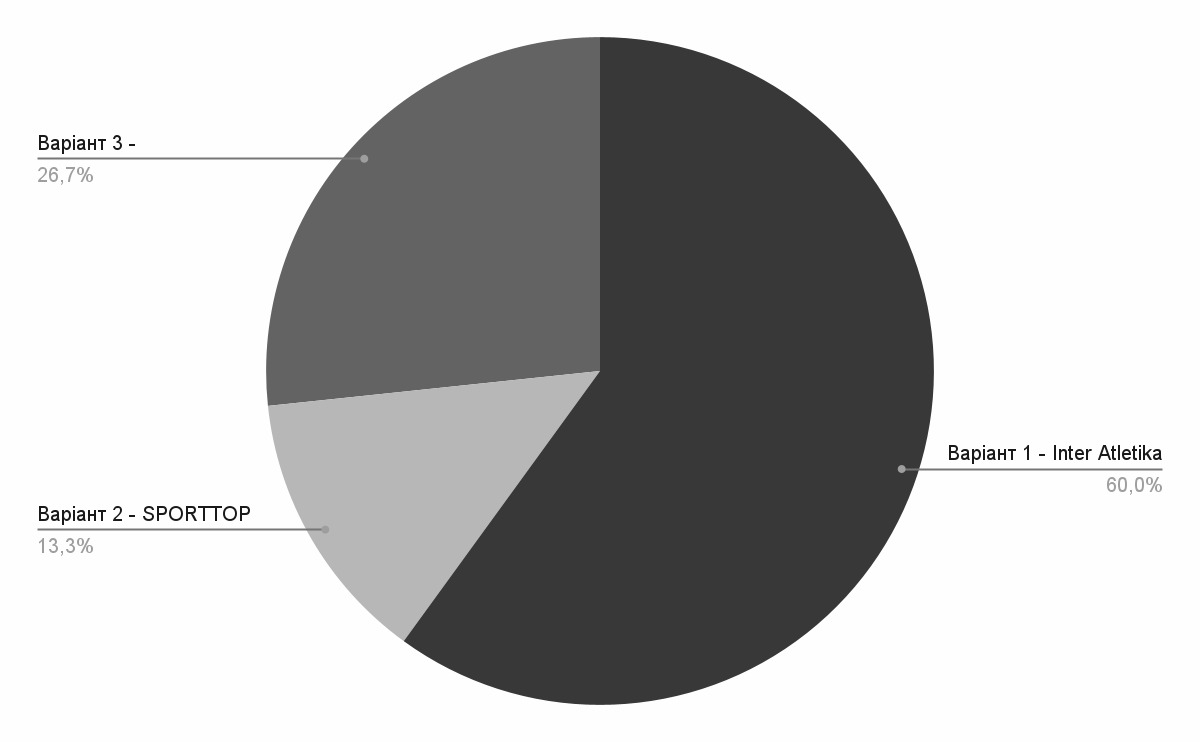 Варіант 3 -
26,7%
Варіант 1 - Inter Atletika
60,0%
Варіант 2 - SPORTTOP
13,3%